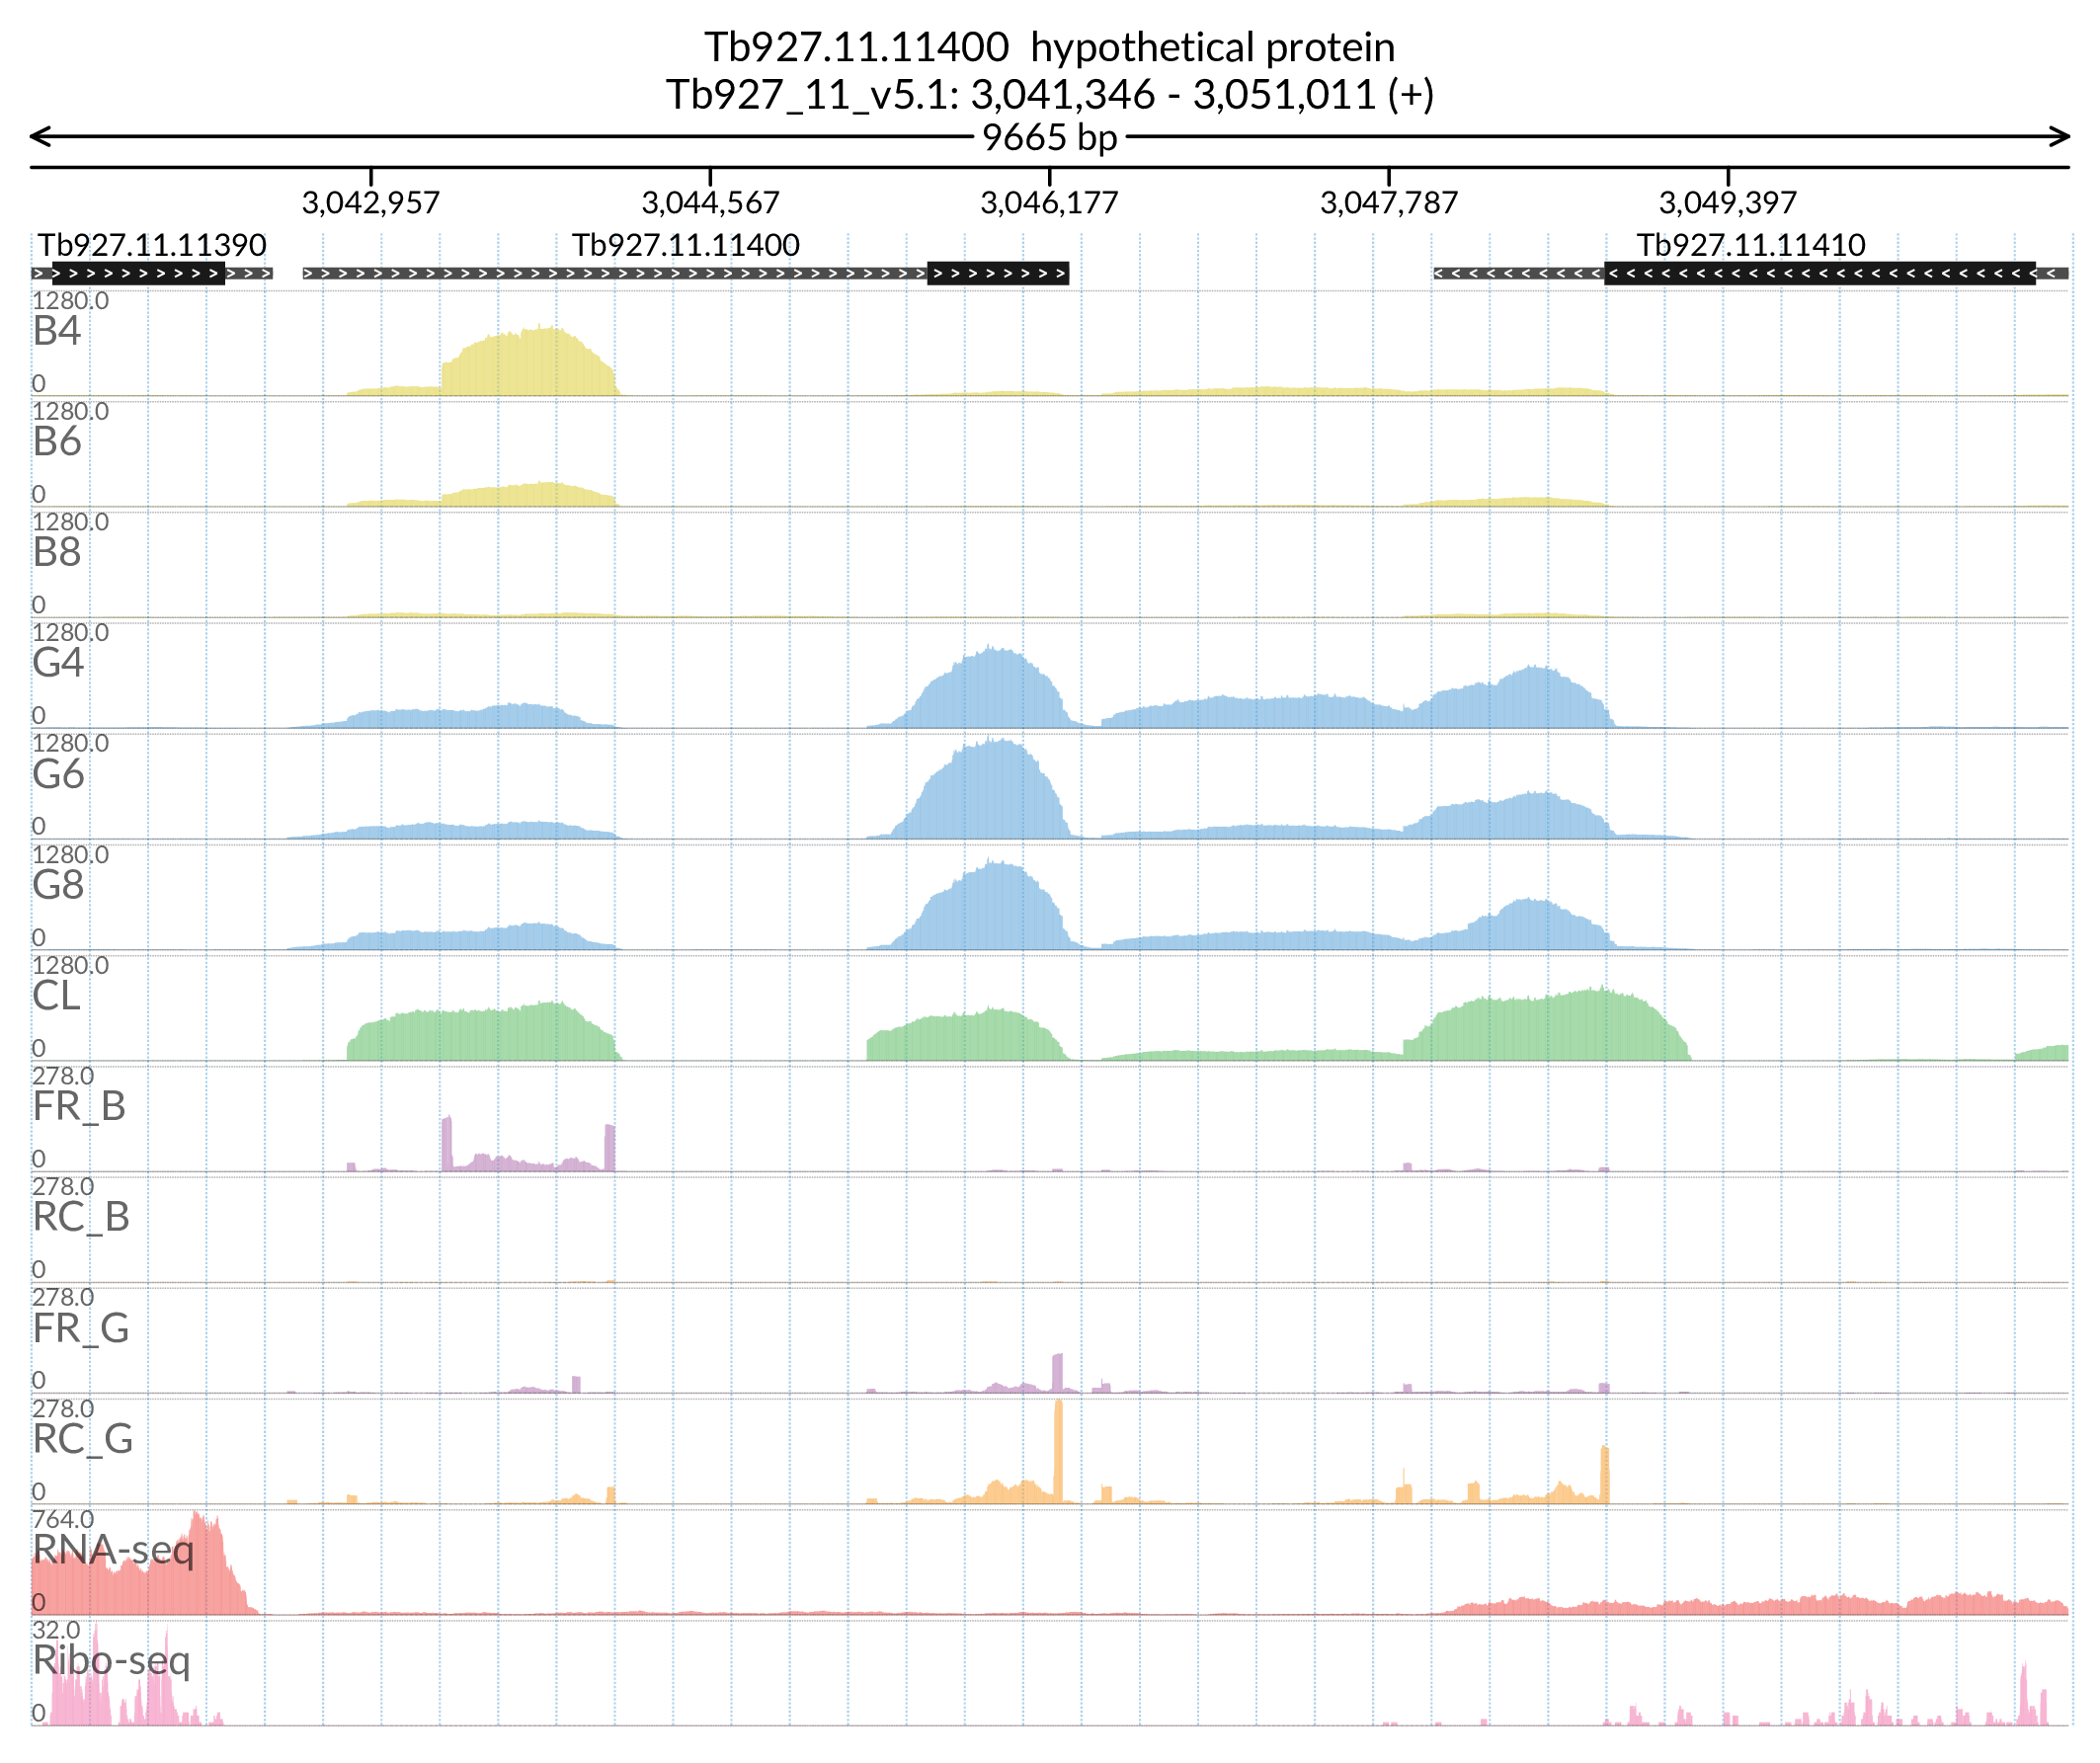 Tb927.11.11400  hypothetical protein
Tb927_11_v5.1: 3,041,346 - 3,051,011 (+)
9665 bp
3,042,957 3,044,567 3,046,177 3,047,787 3,049,397
Tb927.11.11390 Tb927.11.11400 Tb927.11.11410
1280.0
B4
0
1280.0
B6
0
1280.0
B8
0
1280.0
G4
0
1280.0
G6
0
1280.0
G8
0
1280.0
CL
0
278.0
FR_B
0
278.0
RC_B
0
278.0
FR_G
0
278.0
RC_G
0
764.0
RNA-seq
0
32.0
Ribo-seq
0